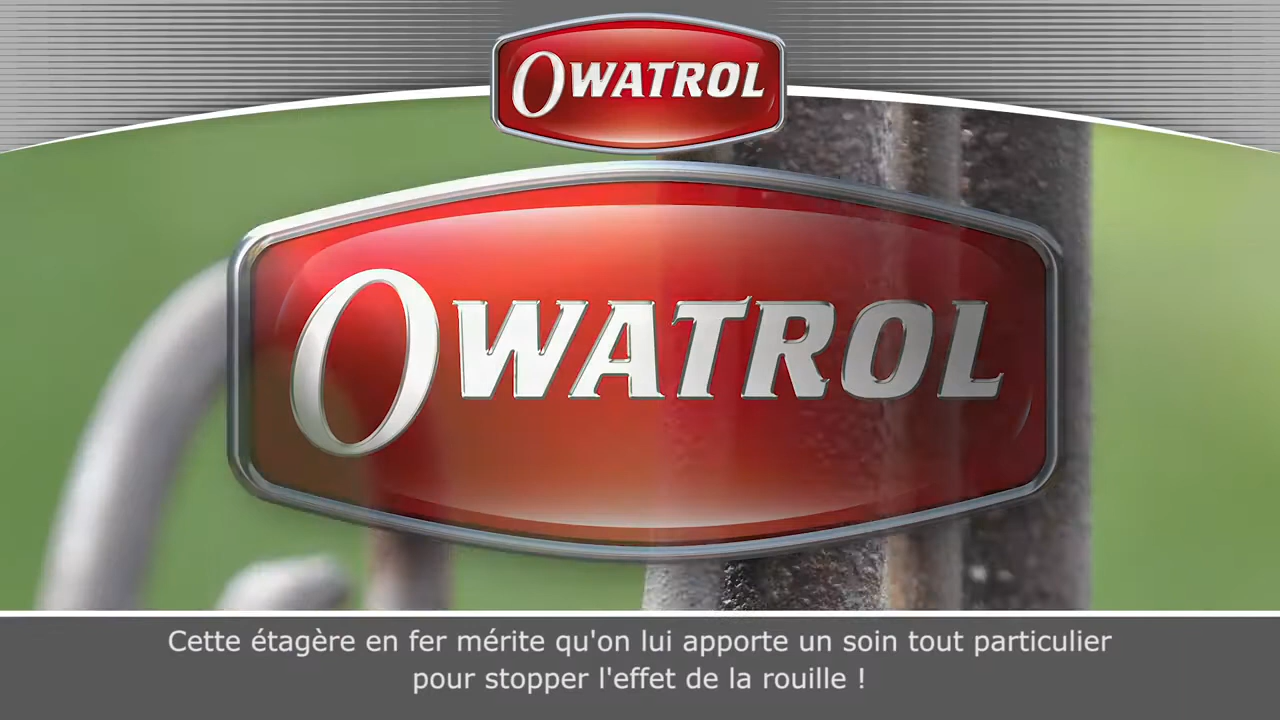 OWATROL
OWATROL
Cette étagère en fer mérite qu'on lui apporte un soin tout particulier
pour stopper l'effet de la rouille !